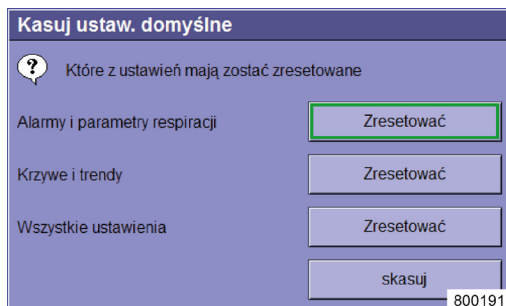 Kasuj ustaw. domyślne
? Które z ustawień mają zostać zresetowane
Alarmy i parametry respiracji Zresetować
Krzywe i trendy Zresetować
Wszystkie ustawienia Zresetować
skasuj
800191